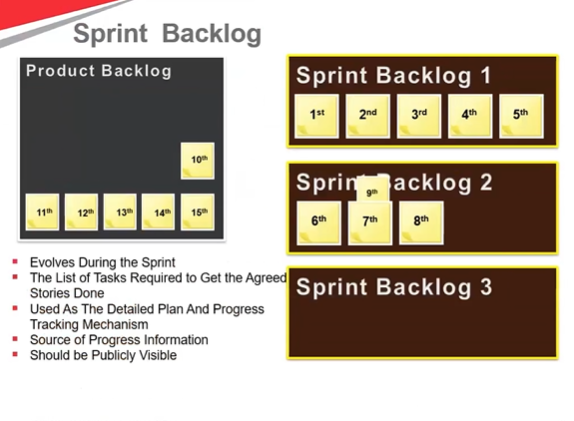 Sprint Backlog
Product Backlog
10th
11th 12th 13th 14th 15th
Evolves During the Sprint
The List of Tasks Required to Get the Agreed
Stories Done
Used As The Detailed Plan And Progress
Tracking Mechanism
Source of Progress Information
Should be Publicly Visible
Sprint Backlog 1
1st 2nd 3rd 4th 5th
Sprint Backlog 2
9th
6th 7th 8th
Sprint Backlog 3